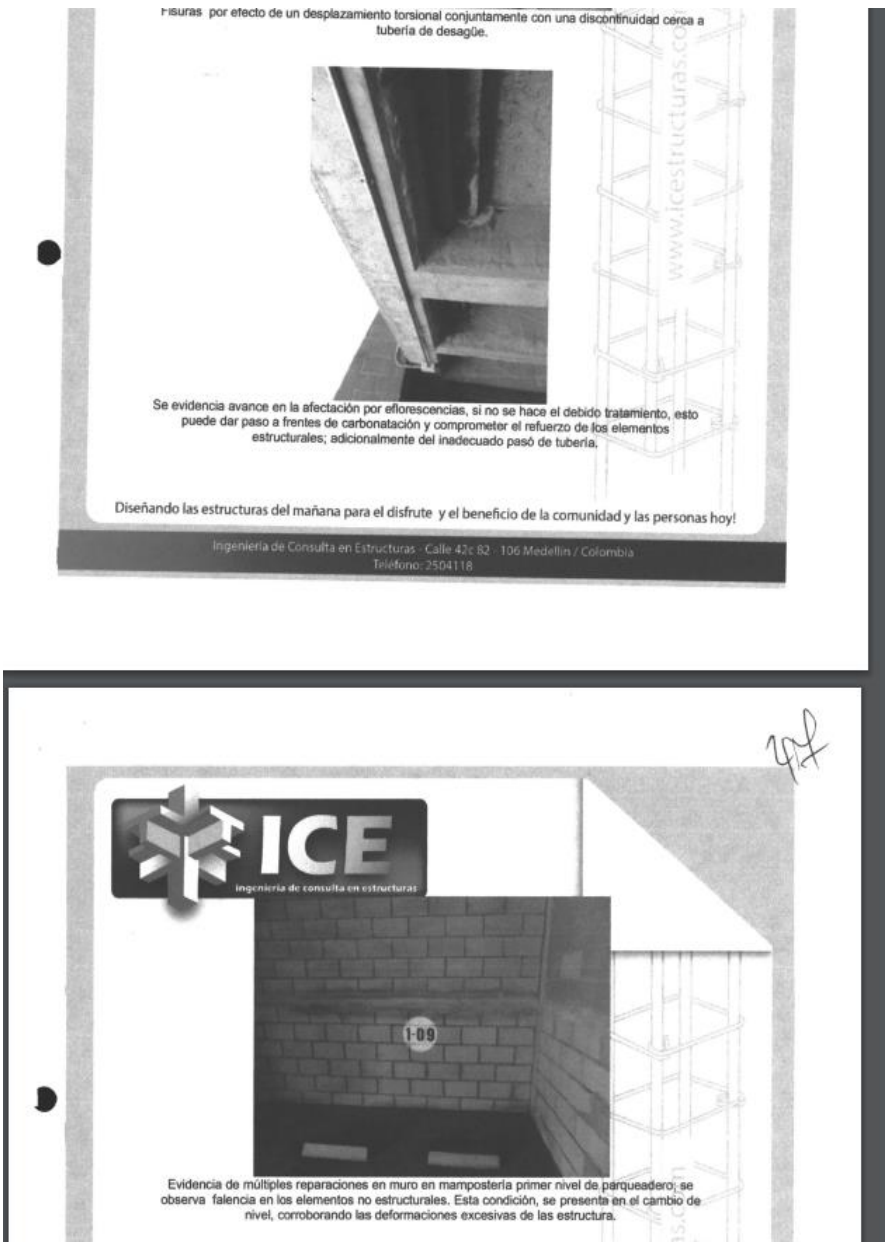 Fisuras por efecto de un desplazamiento torsional conjuntamente con una discontinuidad cerca a
tubería de desagüe.
www.icestructuras.com
Se evidencia avance en la afectación por eflorescencias, si no se hace el debido tratamiento, esto
puede dar paso a frentes de carbonatación y comprometer el refuerzo de los elementos
estructurales; adicionalmente del inadecuado pasó de tubería.
Diseñando las estructuras del mañana para el disfrute y el beneficio de la comunidad y las personas hoy!
Ingeniería de Consulta en Estructuras - Calle 42c 82 - 106 Medellín / Colombia
Teléfono: 2504118
ICE
ingeniería de consulta en estructuras
1-09
Evidencia de múltiples reparaciones en muro en mampostería primer nivel de parqueadero; se
observa falencia en los elementos no estructurales. Esta condición, se presenta en el cambio de
nivel, corroborando las deformaciones excesivas de las estructura.